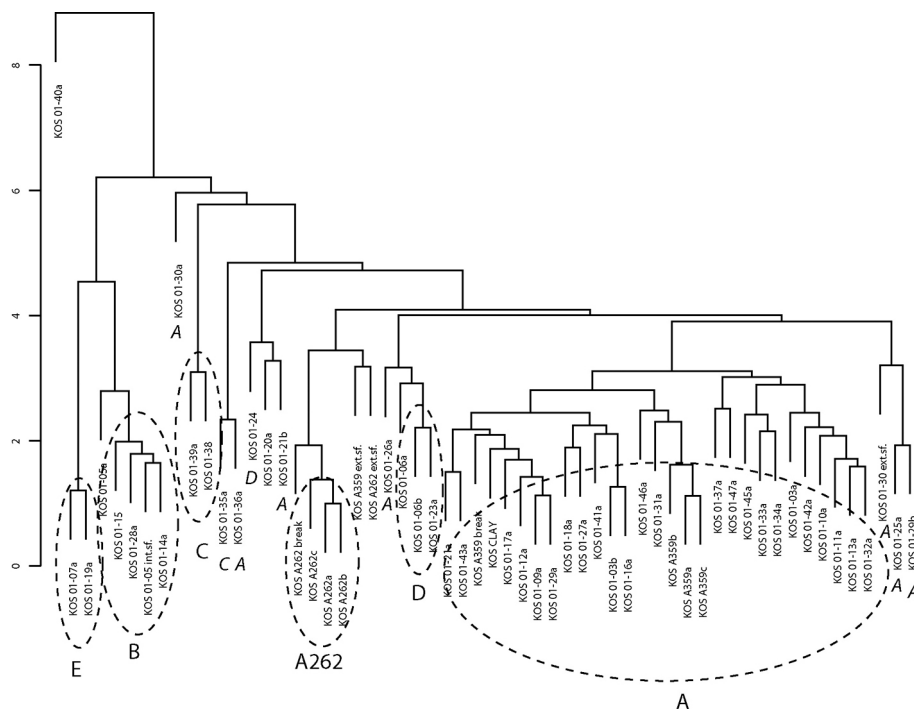 8
6
4
2
0
KOS 01-40a
KOS 01-07a
KOS 01-19a
KOS 01-05a
KOS 01-15
KOS 01-28a
KOS 01-05 int.sf.
KOS 01-14a
KOS 01-30a
KOS 01-39a
KOS 01-38
KOS 01-35a
KOS 01-36a
KOS 01-24
KOS 01-20a
KOS 01-21b
KOS A262 break
KOS A262c
KOS A262a
KOS A262b
KOS A359 ext.sf.
KOS A262 ext.sf.
KOS 01-26a
KOS 01-06a
KOS 01-06b
KOS 01-23a
KOS 01-21a
KOS 01-43a
KOS A359 break
KOS CLAY
KOS 01-17a
KOS 01-12a
KOS 01-09a
KOS 01-29a
KOS 01-18a
KOS 01-27a
KOS 01-41a
KOS 01-03b
KOS 01-16a
KOS 01-46a
KOS 01-31a
KOS A359b
KOS A359a
KOS A359c
KOS 01-37a
KOS 01-47a
KOS 01-45a
KOS 01-33a
KOS 01-34a
KOS 01-03a
KOS 01-42a
KOS 01-10a
KOS 01-11a
KOS 01-13a
KOS 01-32a
KOS 01-30 ext.sf.
KOS 01-25a
KOS 01-29b
A
D
A
A
A
C
C A
D
A A
E
B
A262
A